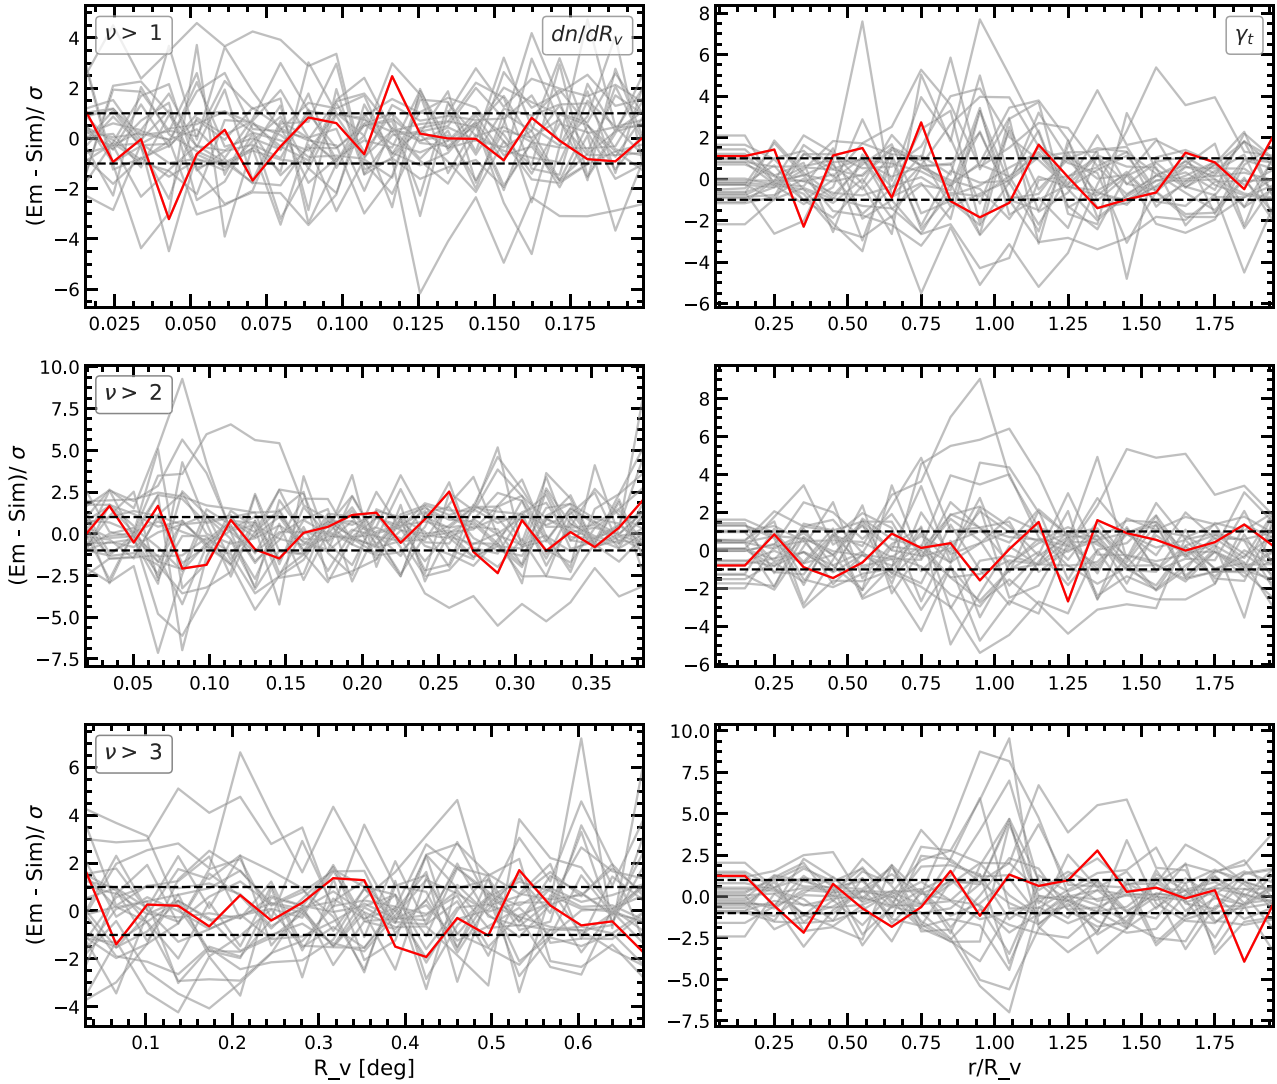 ν > 1
dn/dR_v
γ_t
(Em - Sim)/ σ
4
2
0
−2
−4
−6
0.025 0.050 0.075 0.100 0.125 0.150 0.175
8
6
4
2
0
−2
−4
−6
0.25 0.50 0.75 1.00 1.25 1.50 1.75
ν > 2
(Em - Sim)/ σ
10.0
7.5
5.0
2.5
0.0
−2.5
−5.0
−7.5
0.05 0.10 0.15 0.20 0.25 0.30 0.35
8
6
4
2
0
−2
−4
−6
0.25 0.50 0.75 1.00 1.25 1.50 1.75
ν > 3
(Em - Sim)/ σ
6
4
2
0
−2
−4
0.1 0.2 0.3 0.4 0.5 0.6
R_v [deg]
10.0
7.5
5.0
2.5
0.0
−2.5
−5.0
−7.5
0.25 0.50 0.75 1.00 1.25 1.50 1.75
r/R_v